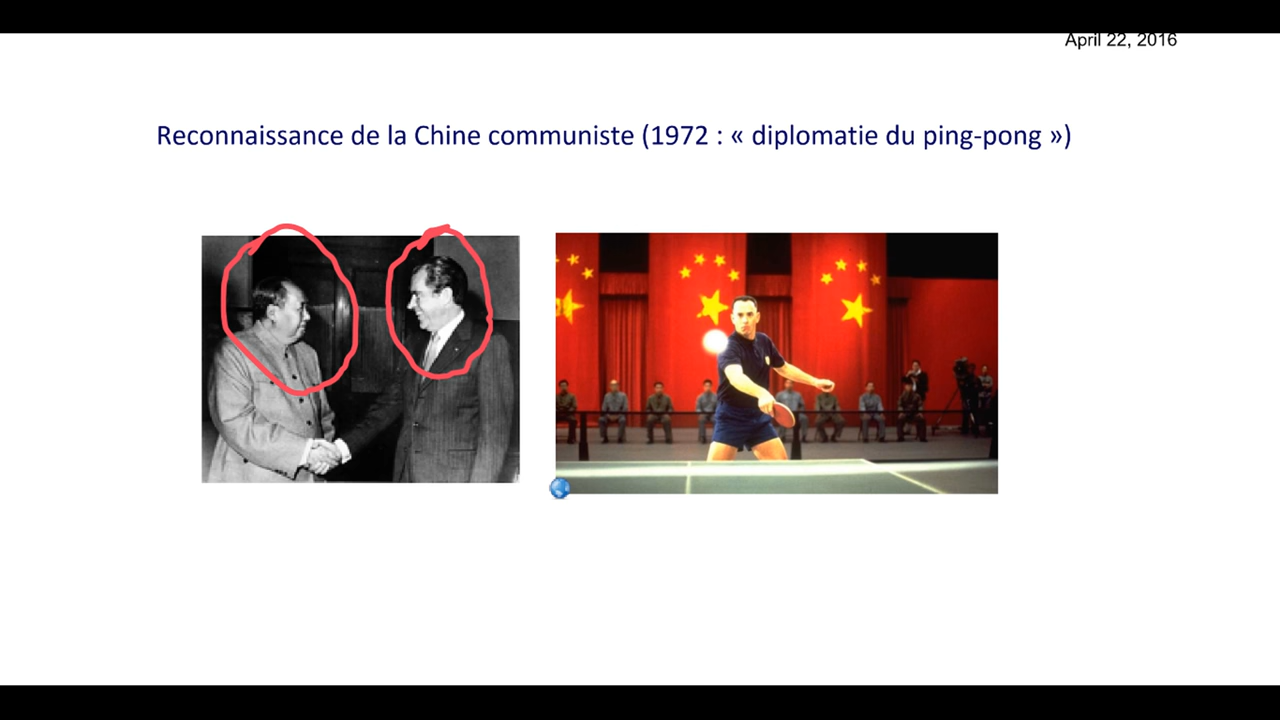 April 22, 2016
Reconnaissance de la Chine communiste (1972 : « diplomatie du ping-pong »)